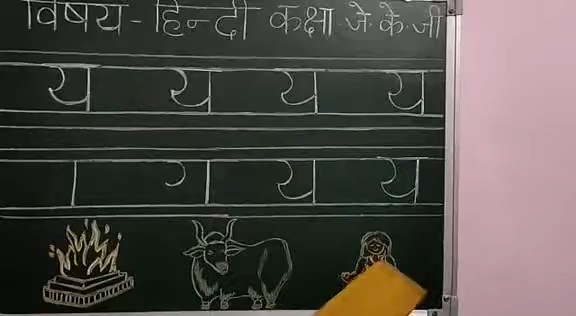 विषय - हिन्दी कक्षा - जे. के. जी
य य य य
य य